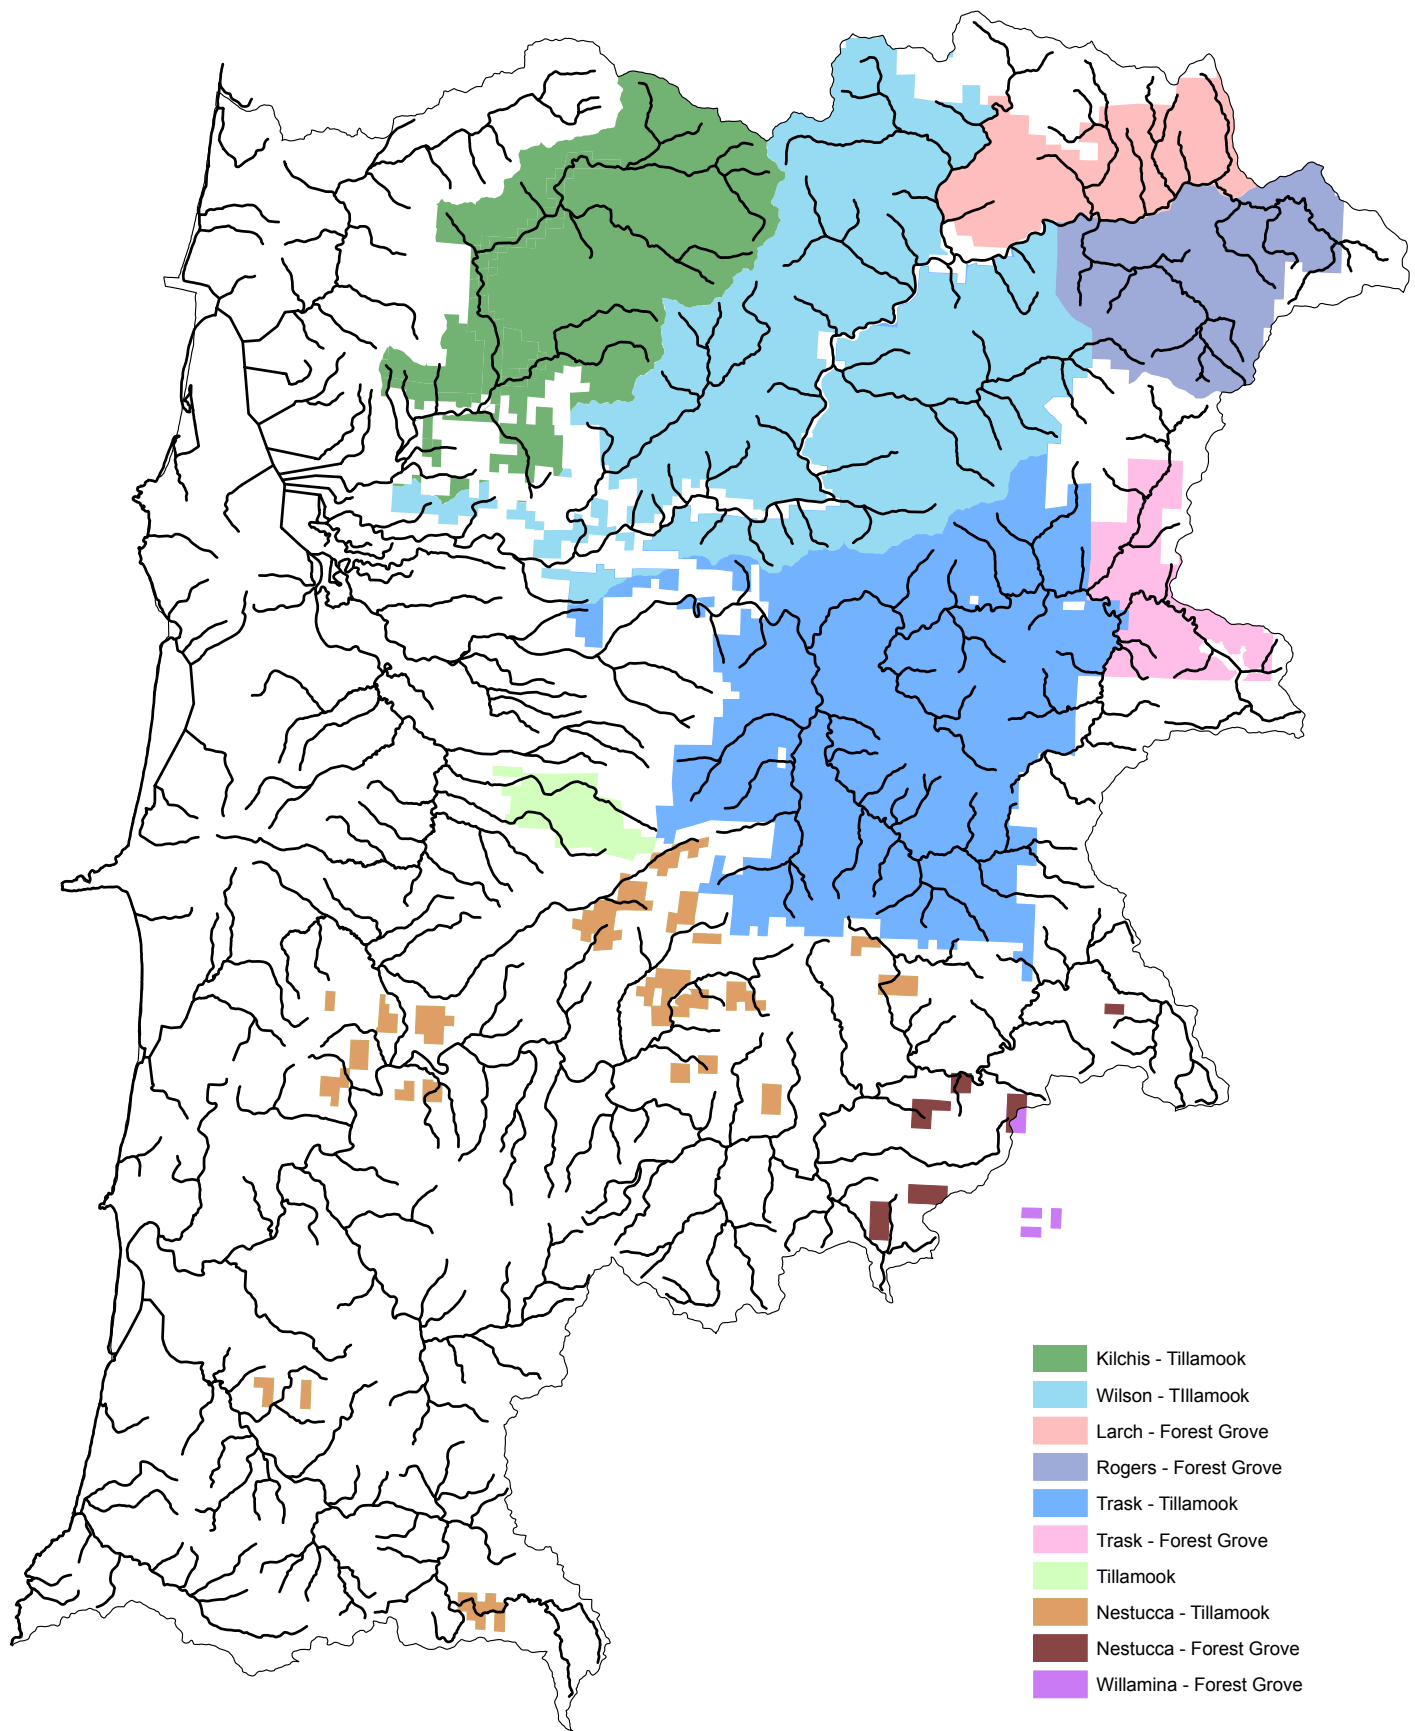 Kilchis - Tillamook
Wilson - TIllamook
Larch - Forest Grove
Rogers - Forest Grove
Trask - Tillamook
Trask - Forest Grove
Tillamook
Nestucca - Tillamook
Nestucca - Forest Grove
Willamina - Forest Grove